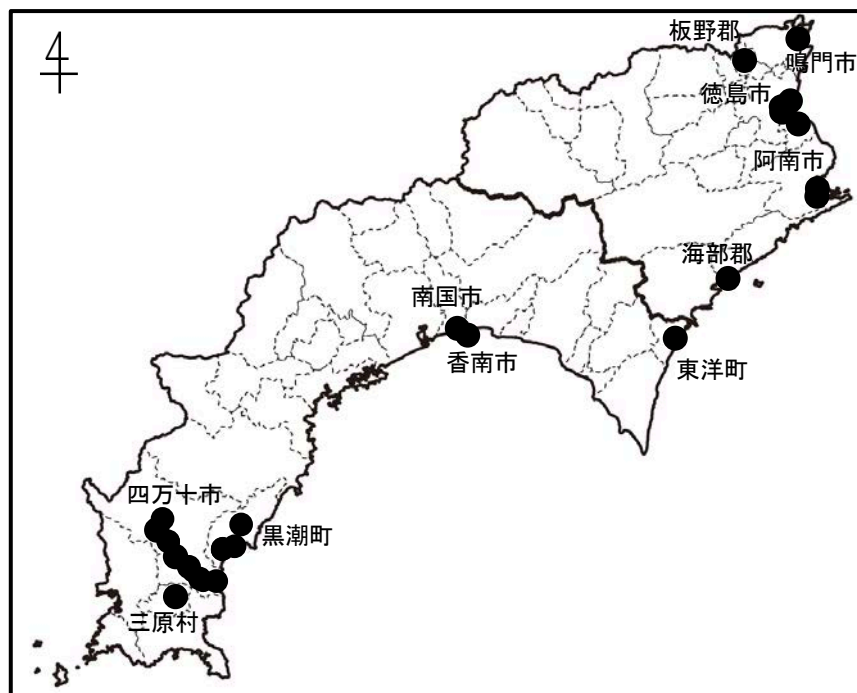 板野郡
鳴門市
徳島市
阿南市
海部郡
南国市
香南市
東洋町
四万十市
黒潮町
三原村